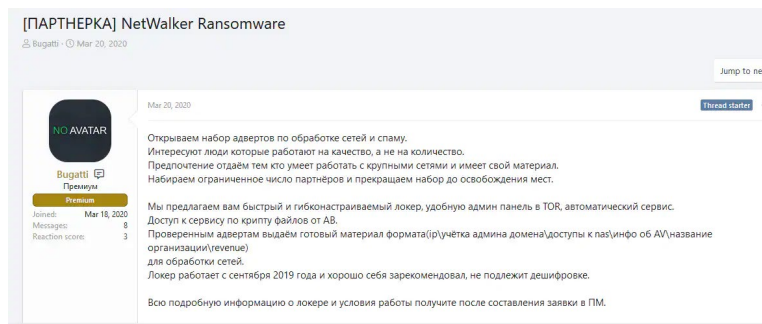 [ПАРТНЕРКА] NetWalker Ransomware
Bugatti · Mar 20, 2020
Jump to ne
Mar 20, 2020
Thread starter
NO AVATAR
Bugatti
Премиум
Premium
Joined: Mar 18, 2020
Messages: 8
Reaction score: 3
Открываем набор адвертов по обработке сетей и спаму.
Интересуют люди которые работают на качество, а не на количество.
Предпочтение отдаём тем кто умеет работать с крупными сетями и имеет свой материал.
Набираем ограниченное число партнёров и прекращаем набор до освобождения мест.
Мы предлагаем вам быстрый и гибконастраиваемый локер, удобную админ панель в TOR, автоматический сервис.
Доступ к сервису по крипту файлов от АВ.
Проверенным адвертам выдаём готовый материал формата(ip\учётка админа домена\доступы к nas\инфо об AV\название
организации\revenue)
для обработки сетей.
Локер работает с сентября 2019 года и хорошо себя зарекомендовал, не подлежит дешифровке.
Всю подробную информацию о локере и условия работы получите после составления заявки в ПМ.